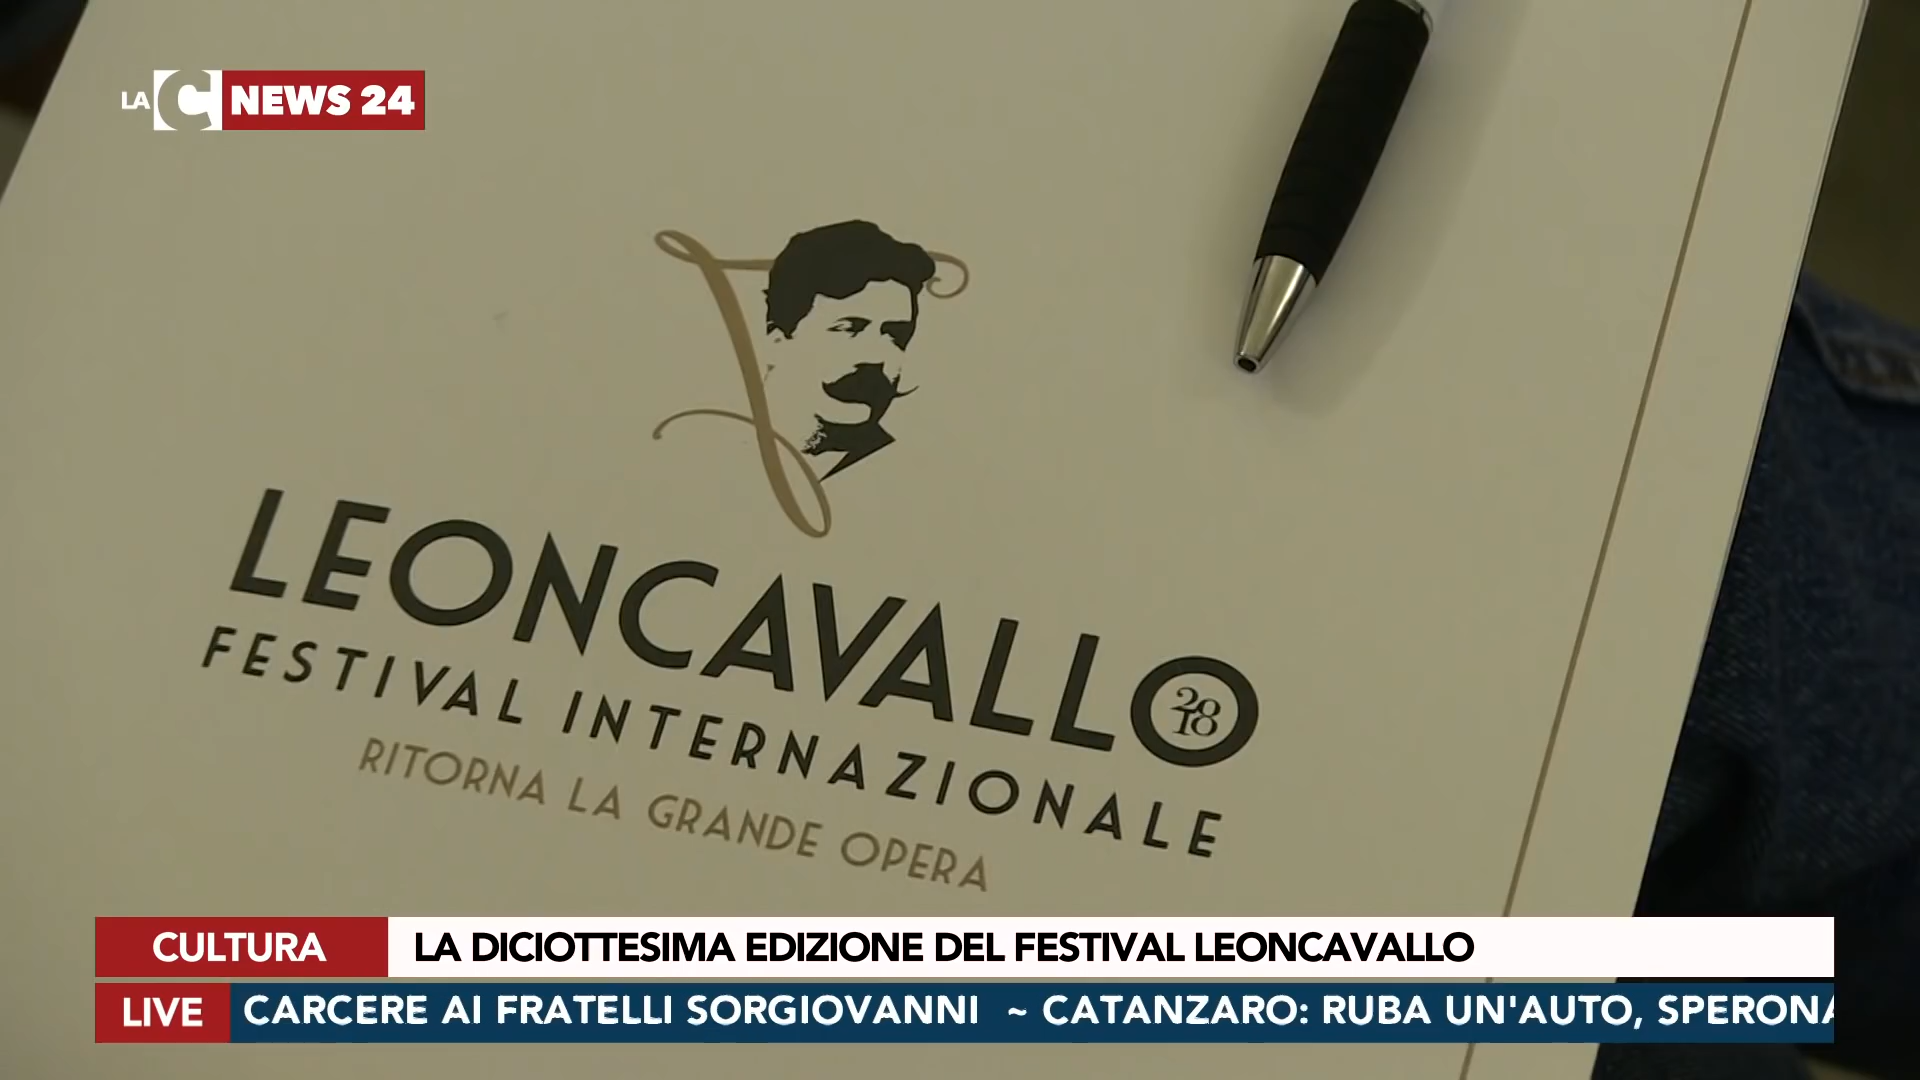 LA C NEWS 24
LEONCAVALLO
2018
FESTIVAL INTERNAZIONALE
RITORNA LA GRANDE OPERA
CULTURA LA DICIOTTESIMA EDIZIONE DEL FESTIVAL LEONCAVALLO
LIVE CARCERE AI FRATELLI SORGIOVANNI ~ CATANZARO: RUBA UN'AUTO, SPERONA